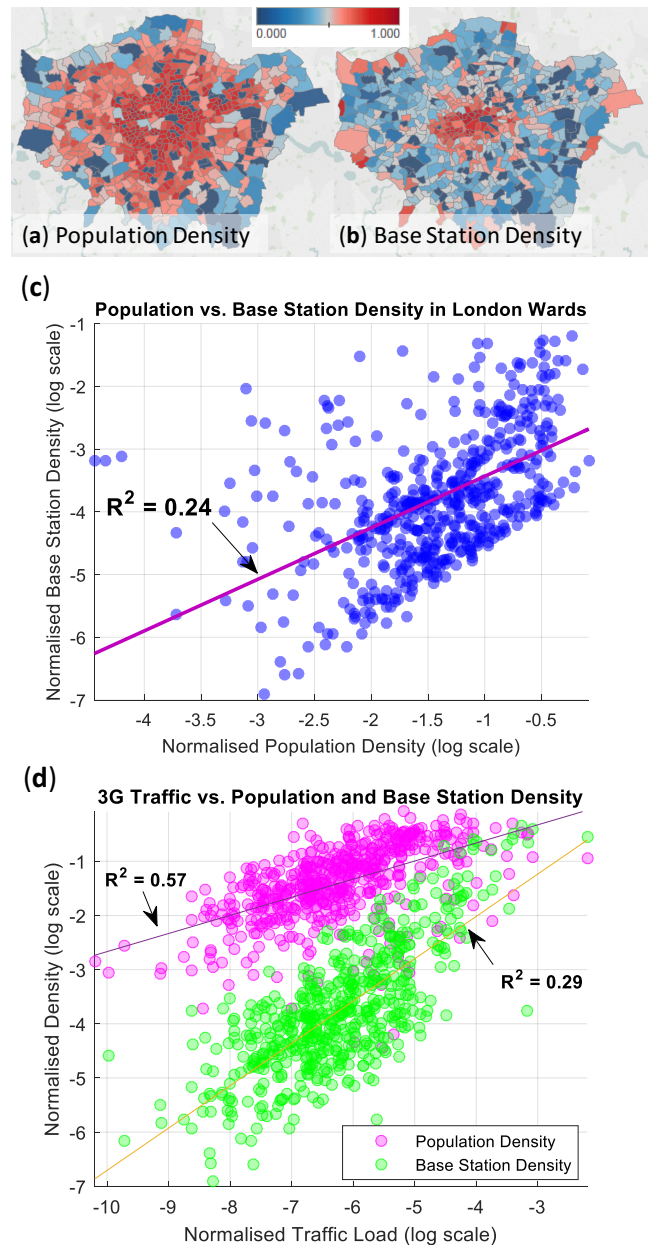 0.000 1.000
(a) Population Density
(b) Base Station Density
(c)
Population vs. Base Station Density in London Wards
-1
-2
-3
-4
-5
-6
-7
Normalised Base Station Density (log scale)
R² = 0.24
-4 -3.5 -3 -2.5 -2 -1.5 -1 -0.5
Normalised Population Density (log scale)
(d)
3G Traffic vs. Population and Base Station Density
-1
-2
-3
-4
-5
-6
-7
Normalised Density (log scale)
R² = 0.57
R² = 0.29
Population Density
Base Station Density
-10 -9 -8 -7 -6 -5 -4 -3
Normalised Traffic Load (log scale)